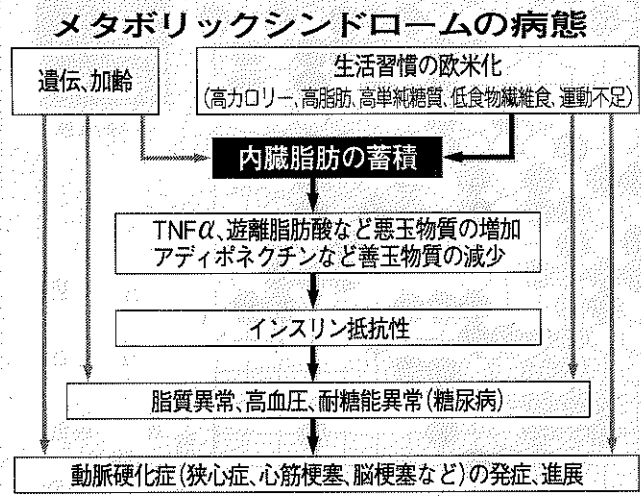 メタボリックシンドロームの病態
遺伝、加齢
生活習慣の欧米化
(高カロリー、高脂肪、高単純糖質、低食物繊維食、運動不足)
内臓脂肪の蓄積
TNFα、遊離脂肪酸など悪玉物質の増加
アディポネクチンなど善玉物質の減少
インスリン抵抗性
脂質異常、高血圧、耐糖能異常(糖尿病)
動脈硬化症(狭心症、心筋梗塞、脳梗塞など)の発症、進展